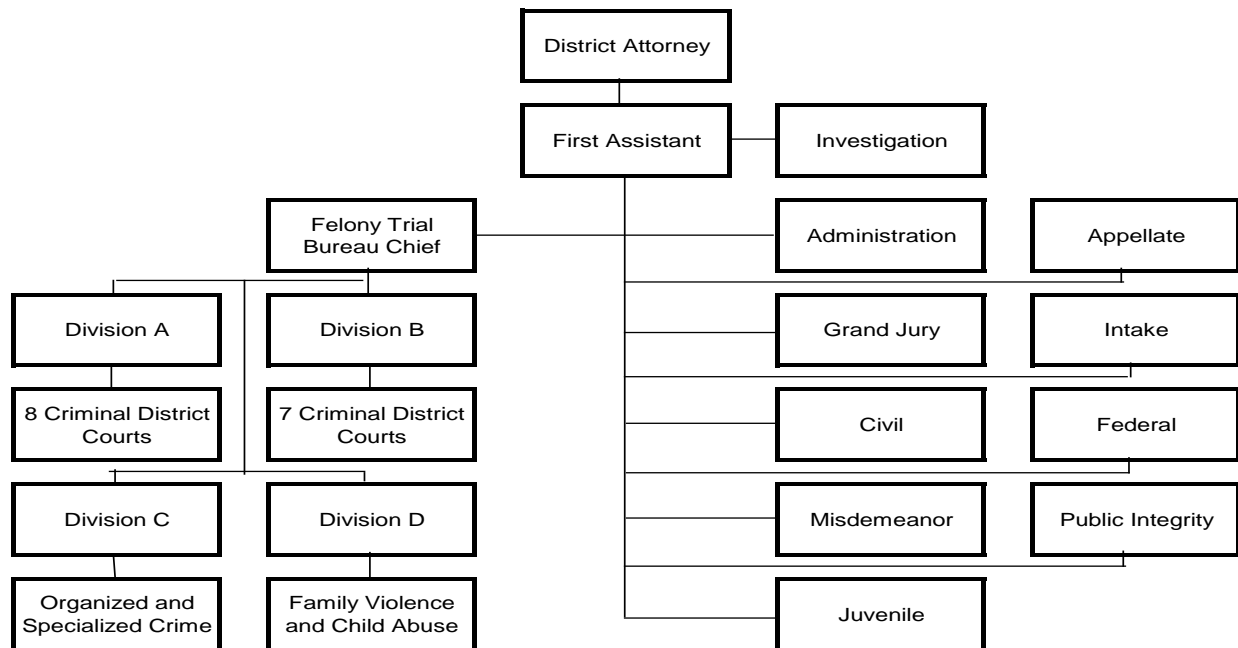 District Attorney
First Assistant
Investigation
Felony Trial
Bureau Chief
Administration
Appellate
Division A
Division B
Grand Jury
Intake
8 Criminal District
Courts
7 Criminal District
Courts
Civil
Federal
Division C
Division D
Misdemeanor
Public Integrity
Organized and
Specialized Crime
Family Violence
and Child Abuse
Juvenile